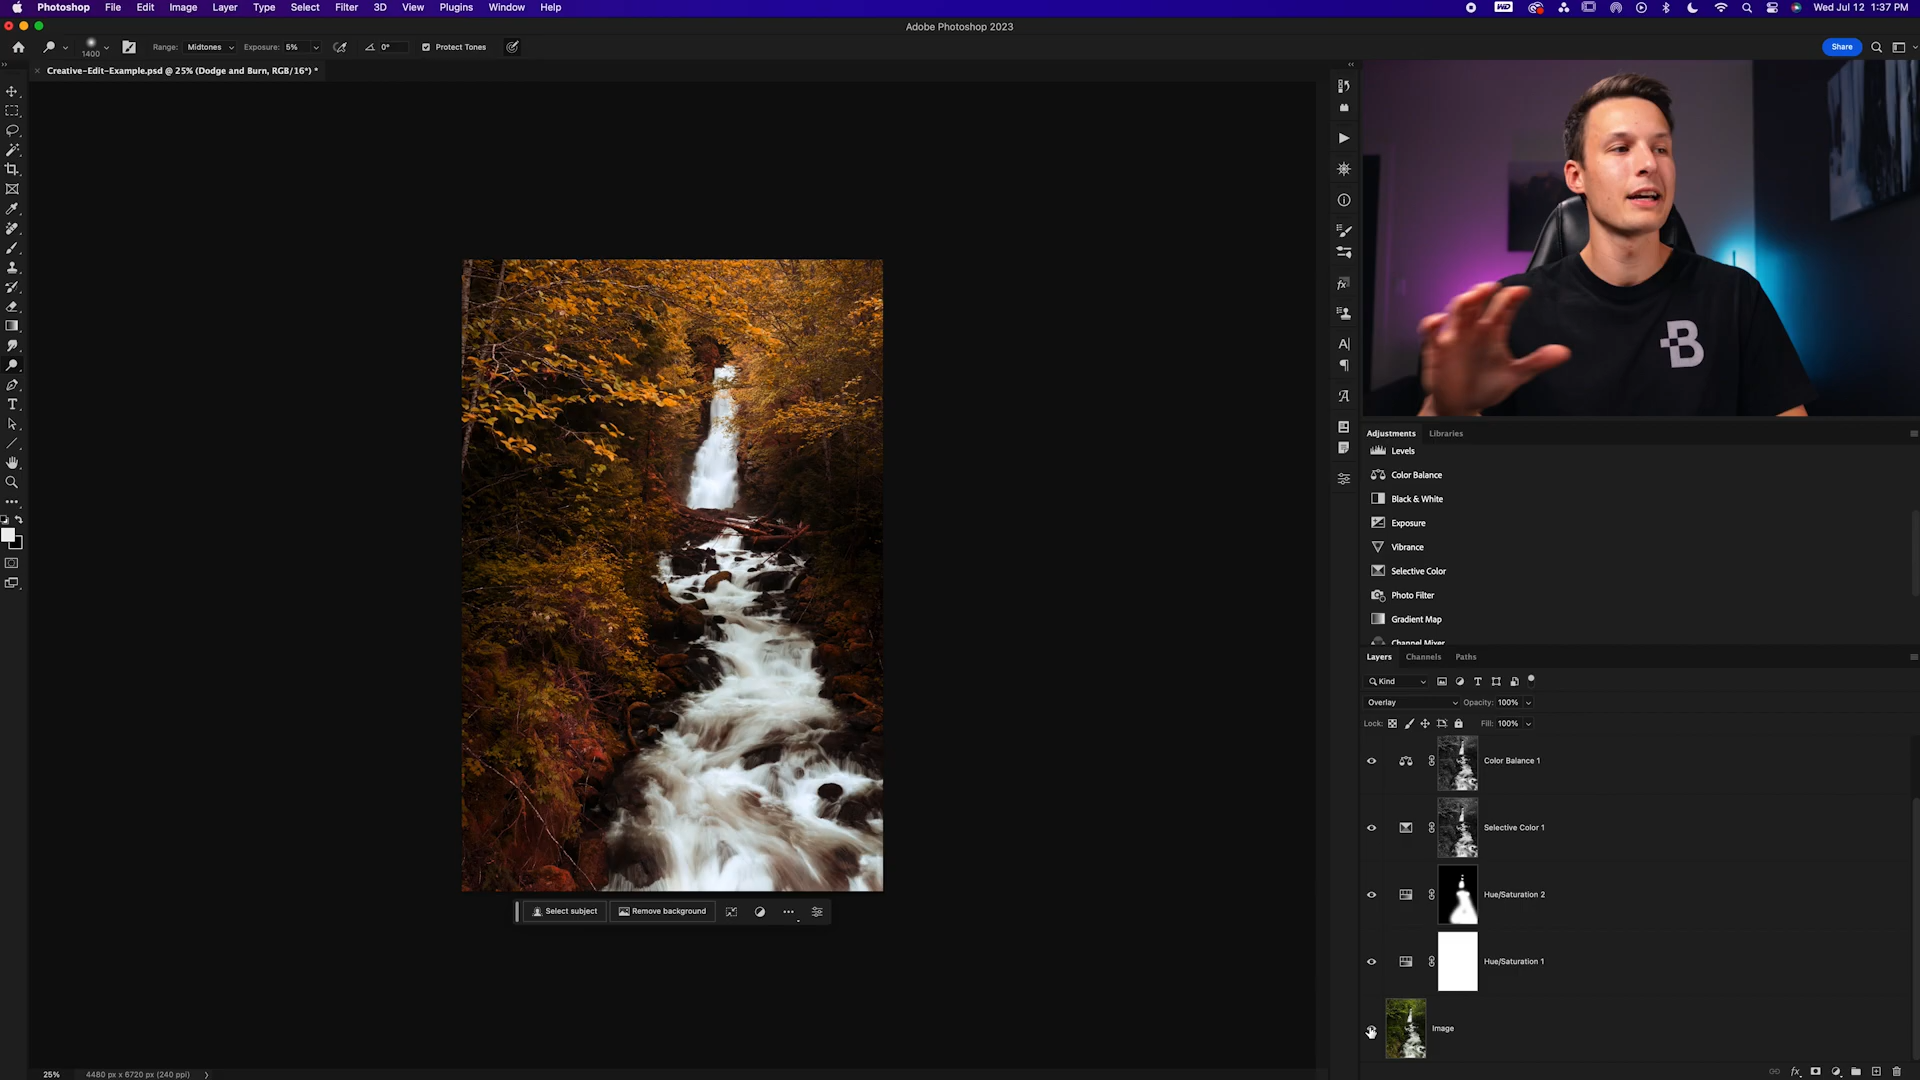 Photoshop File Edit Image Layer Type Select Filter 3D View Plugins Window Help Wed Jul 12 1:37 PM
Adobe Photoshop 2023
1400 Range: Midtones Exposure: 5% 0° Protect Tones Share
Creative-Edit-Example.psd @ 25% (Dodge and Burn, RGB/16*) *
B
Adjustments Libraries
Levels
Color Balance
Black & White
Exposure
Vibrance
Selective Color
Photo Filter
Gradient Map
Channel Mixer
Layers Channels Paths
Kind
Overlay Opacity: 100%
Lock: Fill: 100%
Color Balance 1
Selective Color 1
Hue/Saturation 2
Hue/Saturation 1
Image
Select subject Remove background
25% 4480 px x 6720 px (240 ppi)